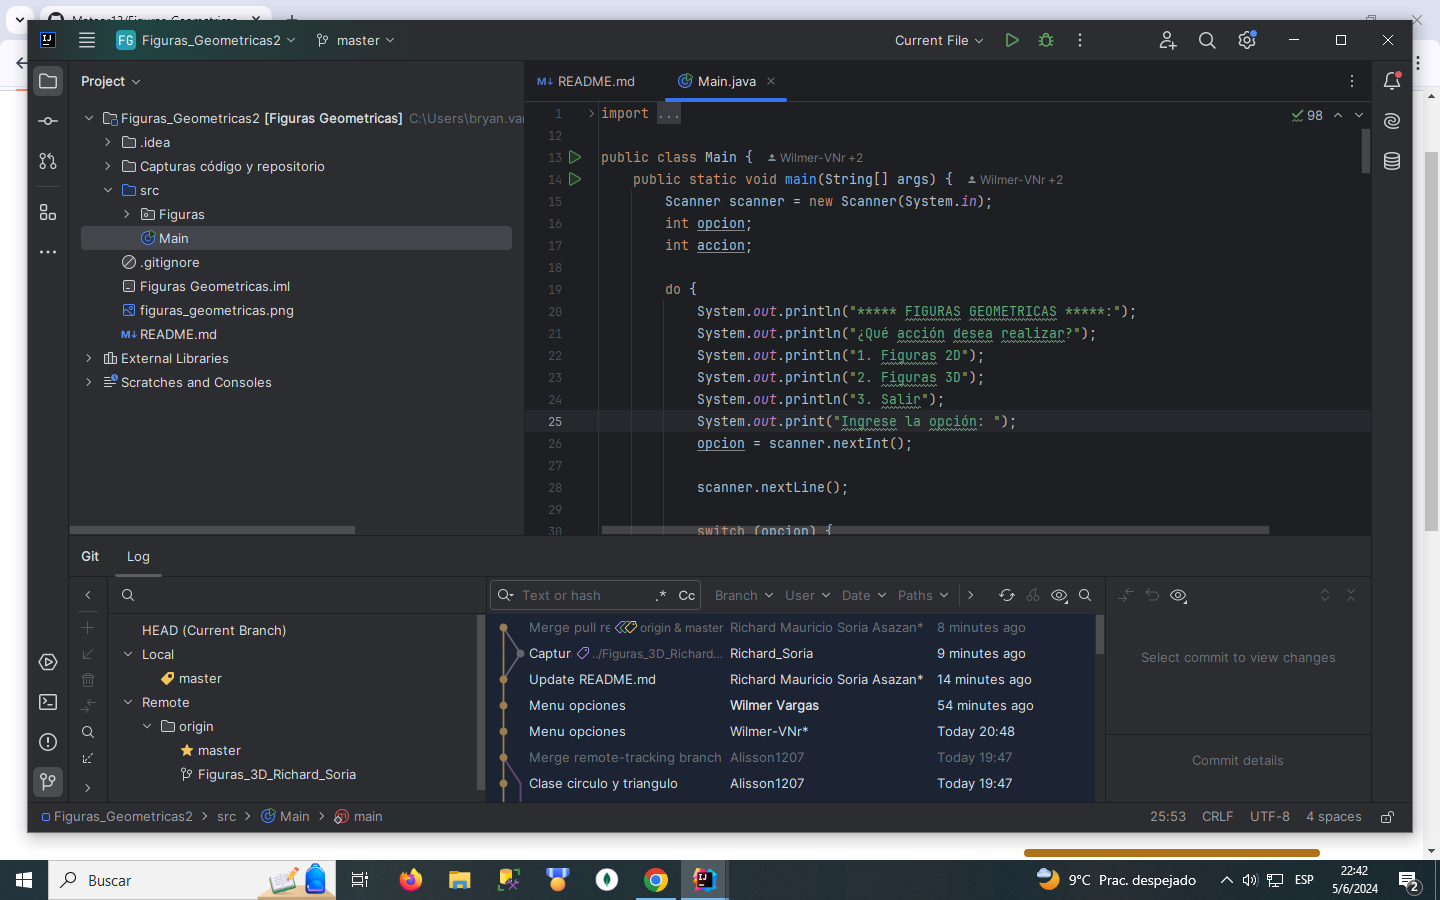 Figuras_Geometricas2
master
Current File
Project
README.md
Main.java
Figuras_Geometricas2 [Figuras Geometricas] C:\Users\bryan.var
.idea
Capturas código y repositorio
src
Figuras
Main
.gitignore
Figuras Geometricas.iml
figuras_geometricas.png
README.md
External Libraries
Scratches and Consoles
98
1 import ...
12
13 public class Main { Wilmer-VNr +2
14 public static void main(String[] args) { Wilmer-VNr +2
15 Scanner scanner = new Scanner(System.in);
16 int opcion;
17 int accion;
18
19 do {
20 System.out.println("***** FIGURAS GEOMETRICAS *****:");
21 System.out.println("¿Qué acción desea realizar?");
22 System.out.println("1. Figuras 2D");
23 System.out.println("2. Figuras 3D");
24 System.out.println("3. Salir");
25 System.out.print("Ingrese la opción: ");
26 opcion = scanner.nextInt();
27
28 scanner.nextLine();
29
30 switch (opcion) {
Git Log
Text or hash .* Cc Branch User Date Paths
HEAD (Current Branch)
Local
master
Remote
origin
master
Figuras_3D_Richard_Soria
Merge pull re origin & master Richard Mauricio Soria Asazan* 8 minutes ago
Captura ../Figuras_3D_Richard... Richard_Soria 9 minutes ago
Update README.md Richard Mauricio Soria Asazan* 14 minutes ago
Menu opciones Wilmer Vargas 54 minutes ago
Menu opciones Wilmer-VNr* Today 20:48
Merge remote-tracking branch Alisson1207 Today 19:47
Clase circulo y triangulo Alisson1207 Today 19:47
Select commit to view changes
Commit details
Figuras_Geometricas2 > src > Main > main
25:53 CRLF UTF-8 4 spaces
Buscar
9°C Prac. despejado
ESP
22:42
5/6/2024
2